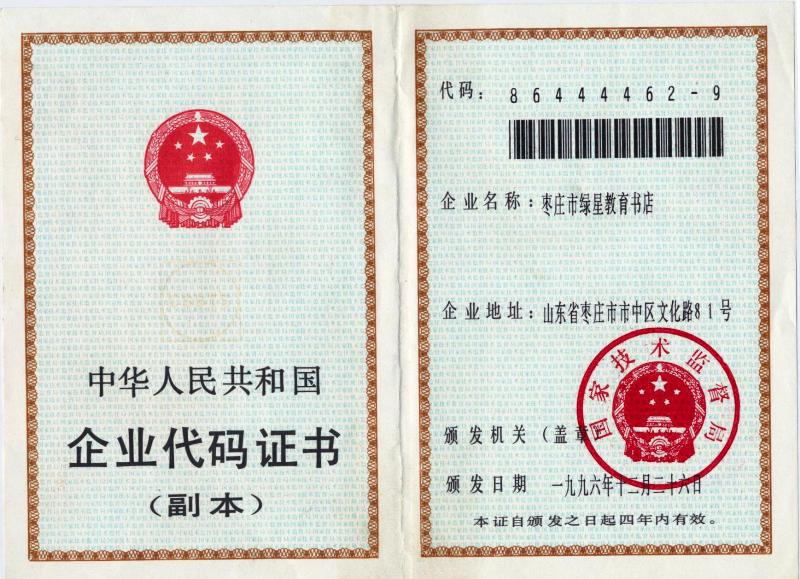 中华人民共和国
企业代码证书
（副本）
代码：86444462-9
企业名称：枣庄市绿星教育书店
企业地址：山东省枣庄市市中区文化路81号
国家技术监督局
颁发机关（盖章）
颁发日期 一九九六年十二月二十六日
本证自颁发之日起四年内有效。